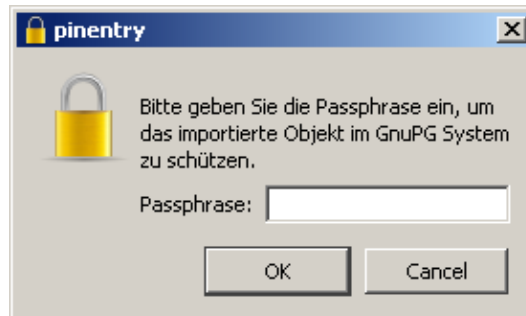 pinentry
Bitte geben Sie die Passphrase ein, um
das importierte Objekt im GnuPG System
zu schützen.
Passphrase:
OK Cancel